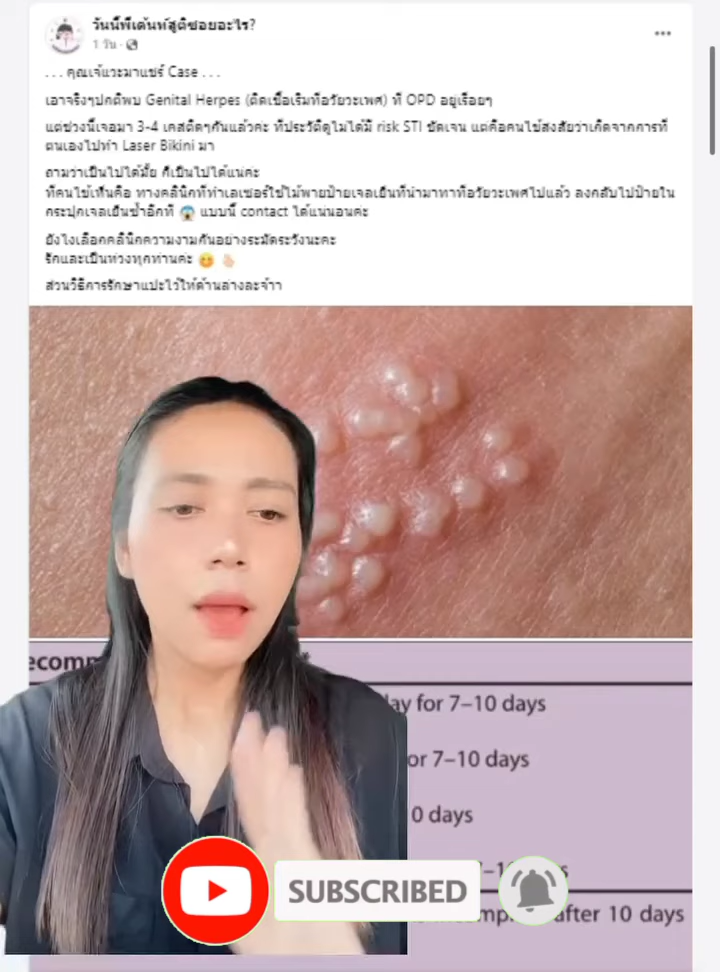 วันนี้พี่เด้นท์สูติซอยอะไร?
1 วัน ·
. . . คุณเจ้แวะมาแชร์ Case . . .
เอาจริงๆปกติพบ Genital Herpes (ติดเชื้อเริมที่อวัยวะเพศ) ที่ OPD อยู่เรื่อยๆ
แต่ช่วงนี้เจอมา 3-4 เคสติดๆกันแล้วค่ะ ที่ประวัติดูไม่ได้มี risk STI ชัดเจน แต่คือคนไข้สงสัยว่าเกิดจากการที่
ตนเองไปทำ Laser Bikini มา
ถามว่าเป็นไปได้มั้ย ก็เป็นไปได้แน่ค่ะ
ที่คนไข้เห็นคือ ทางคลินิกที่ทำเลเซอร์ใช้ไม้พายป้ายเจลเย็นที่นำมาทาที่อวัยวะเพศไปแล้ว ลงกลับไปป้ายใน
กระปุกเจลเย็นซ้ำอีกที 😱 แบบนี้ contact ได้แน่นอนค่ะ
ยังไงเลือกคลินิคความงามกันอย่างระมัดระวังนะคะ
รักและเป็นห่วงทุกท่านค่ะ 😊 🫰🏻
ส่วนวิธีการรักษาแปะไว้ให้ด้านล่างละจ้าา
ecomm
ay for 7–10 days
or 7–10 days
0 days
after 10 days
SUBSCRIBED